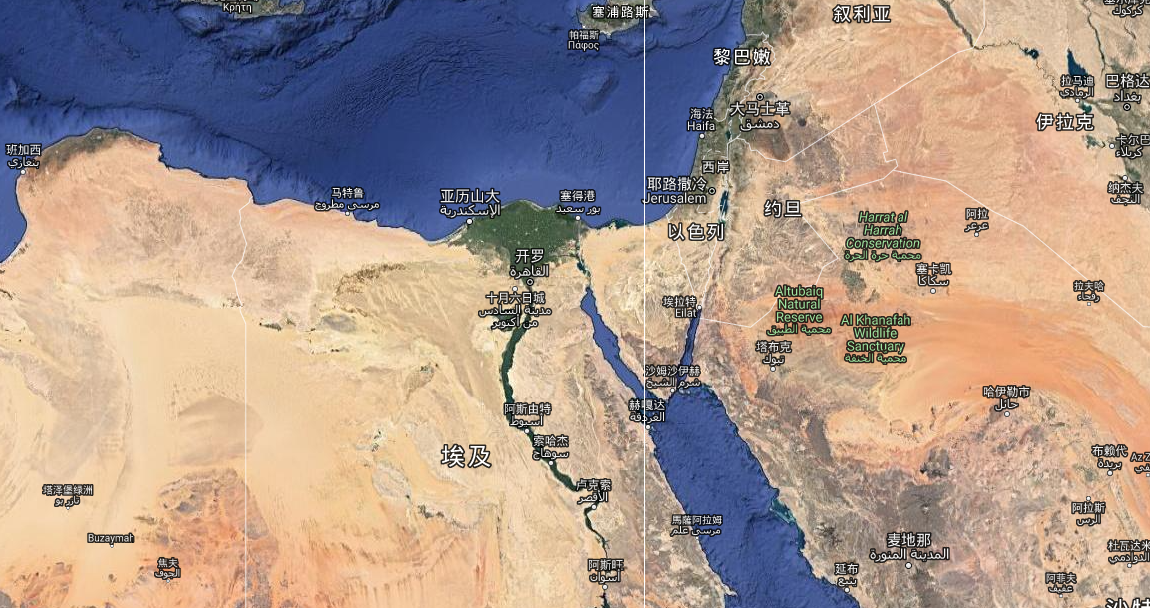 Κρήτη
塞浦路斯
帕福斯
Πάφος
叙利亚
كركوك
黎巴嫩
拉马迪
الرمادي
巴格达
بغداد
大马士革
دمشق
海法
Haifa
伊拉克
卡尔巴
كربلاء
班加西
بنغازي
西岸
耶路撒冷
Jerusalem
纳杰夫
النجف
马特鲁
مرسى مطروح
亚历山大
الإسكندرية
塞得港
بور سعيد
约旦
Harrat al
Harrah
Conservation
محمية حرة الحرة
阿拉
عرعر
以色列
开罗
القاهرة
塞卡凯
سكاكا
十月六日城
مدينة السادس
من أكتوبر
埃拉特
Eilat
Altubaiq
Natural
Reserve
محمية الطبيق
拉夫哈
رفحاء
Al Khanafah
Wildlife
Sanctuary
محمية الخنفة
塔布克
تبوك
沙姆沙伊赫
شرم الشيخ
哈伊勒市
حائل
阿斯由特
أسيوط
赫嘎达
الغردقة
索哈杰
سوهاج
埃及
布赖代
بريدة
Az Z
塔泽堡绿洲
تازربو
卢克索
الأقصر
馬薩阿拉姆
مرسى علم
阿拉斯
الرس
Buzaymah
麦地那
المدينة المنورة
杜瓦达米
الدوادمي
焦夫
الجوف
阿斯旺
أسوان
延布
ينبع
阿菲夫
عفيف
沙特